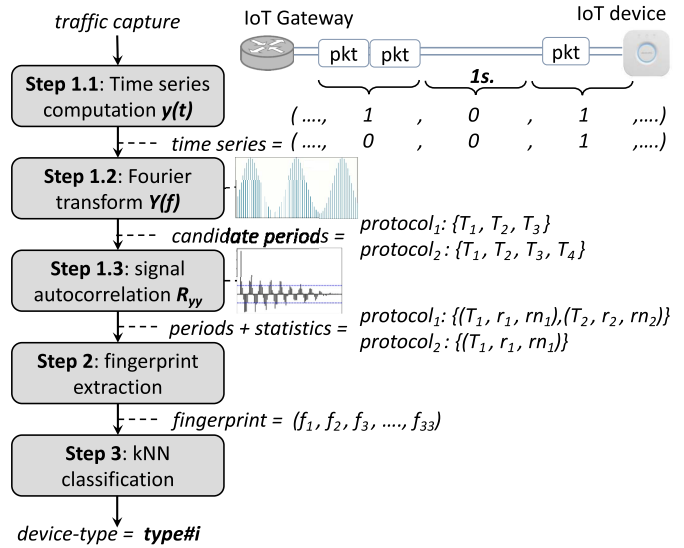 traffic capture
IoT Gateway
IoT device
pkt pkt pkt
1s.
Step 1.1: Time series
computation y(t)
(...., 1 , 0 , 1 ,....)
time series = (...., 0 , 0 , 1 ,....)
Step 1.2: Fourier
transform Y(f)
candidate periods =
protocol₁: {T₁, T₂, T₃}
protocol₂: {T₁, T₂, T₃, T₄}
Step 1.3: signal
autocorrelation Ryy
periods + statistics =
protocol₁: {(T₁, r₁, rn₁),(T₂, r₂, rn₂)}
protocol₂: {(T₁, r₁, rn₁)}
Step 2: fingerprint
extraction
fingerprint = (f₁, f₂, f₃, ...., f₃₃)
Step 3: kNN
classification
device-type = type#i